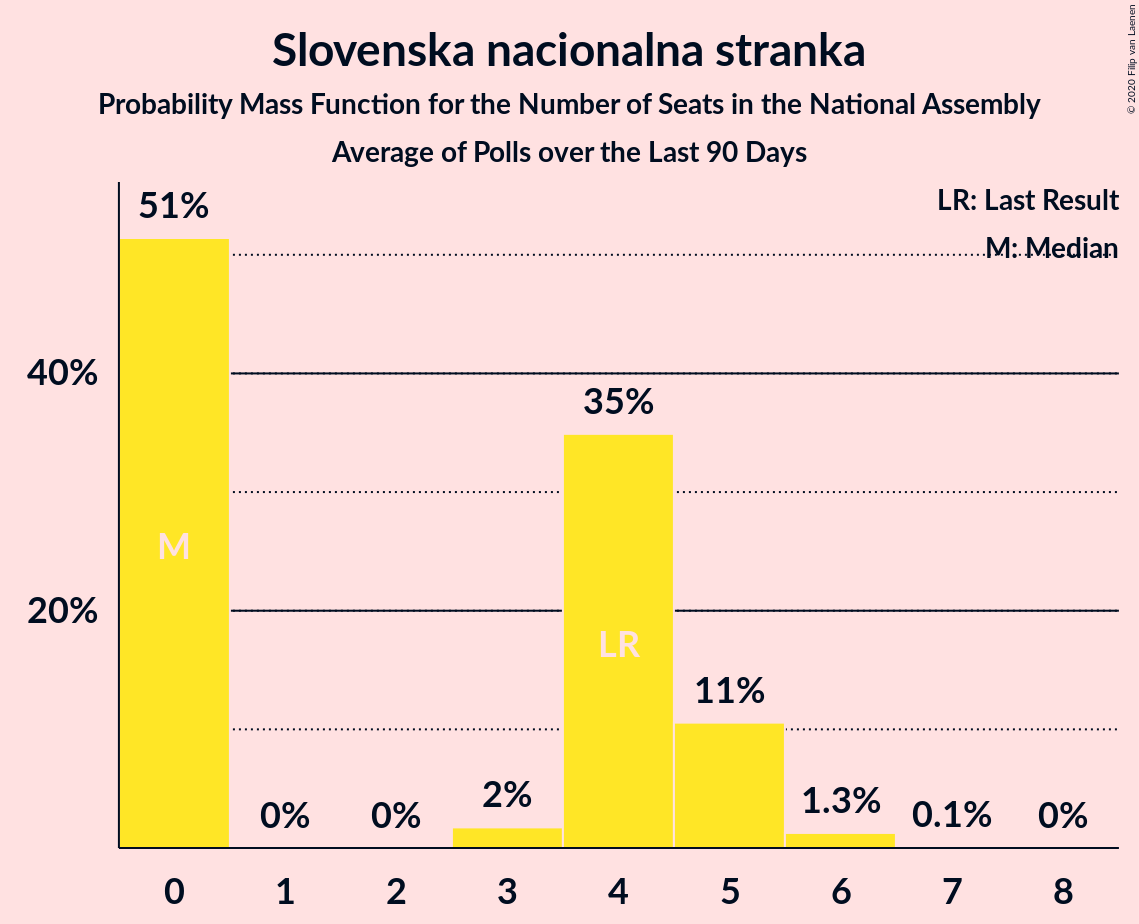 Slovenska nacionalna stranka
Probability Mass Function for the Number of Seats in the National Assembly
Average of Polls over the Last 90 Days
© 2020 Filip van Laenen
LR: Last Result
M: Median
51%
40%
35%
M
20%
LR
11%
2%
1.3%
0%
0%
0.1%
0%
0 1 2 3 4 5 6 7 8